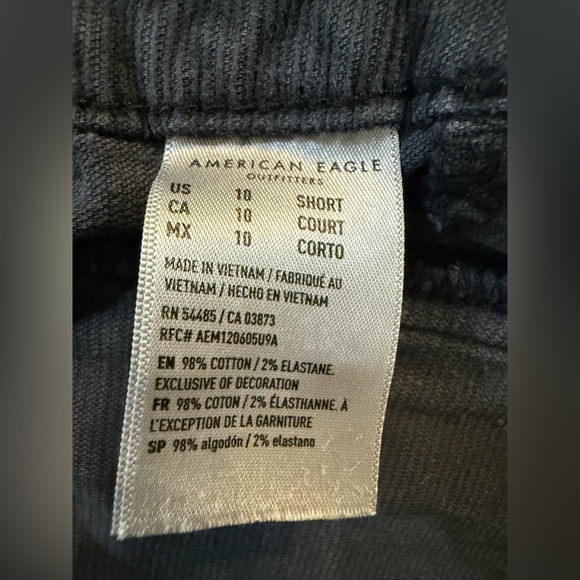 AMERICAN EAGLE
OUTFITTERS
US 10 SHORT
CA 10 COURT
MX 10 CORTO
MADE IN VIETNAM / FABRIQUÉ AU
VIETNAM / HECHO EN VIETNAM
RN 54485 / CA 03873
RFC# AEM120605U9A
EN 98% COTTON / 2% ELASTANE.
EXCLUSIVE OF DECORATION
FR 98% COTON / 2% ÉLASTHANNE. À
L'EXCEPTION DE LA GARNITURE
SP 98% algodón / 2% elastano